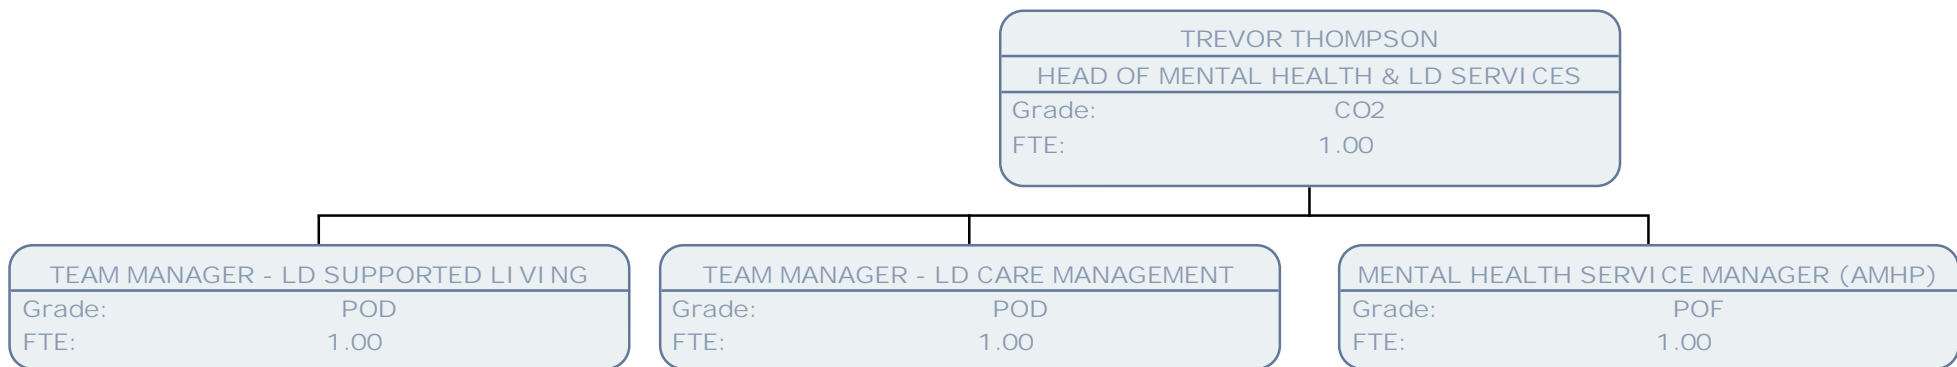 TREVOR THOMPSON
HEAD OF MENTAL HEALTH & LD SERVICES
Grade: CO2
FTE: 1.00
TEAM MANAGER - LD SUPPORTED LIVING
Grade: POD
FTE: 1.00
TEAM MANAGER - LD CARE MANAGEMENT
Grade: POD
FTE: 1.00
MENTAL HEALTH SERVICE MANAGER (AMHP)
Grade: POF
FTE: 1.00